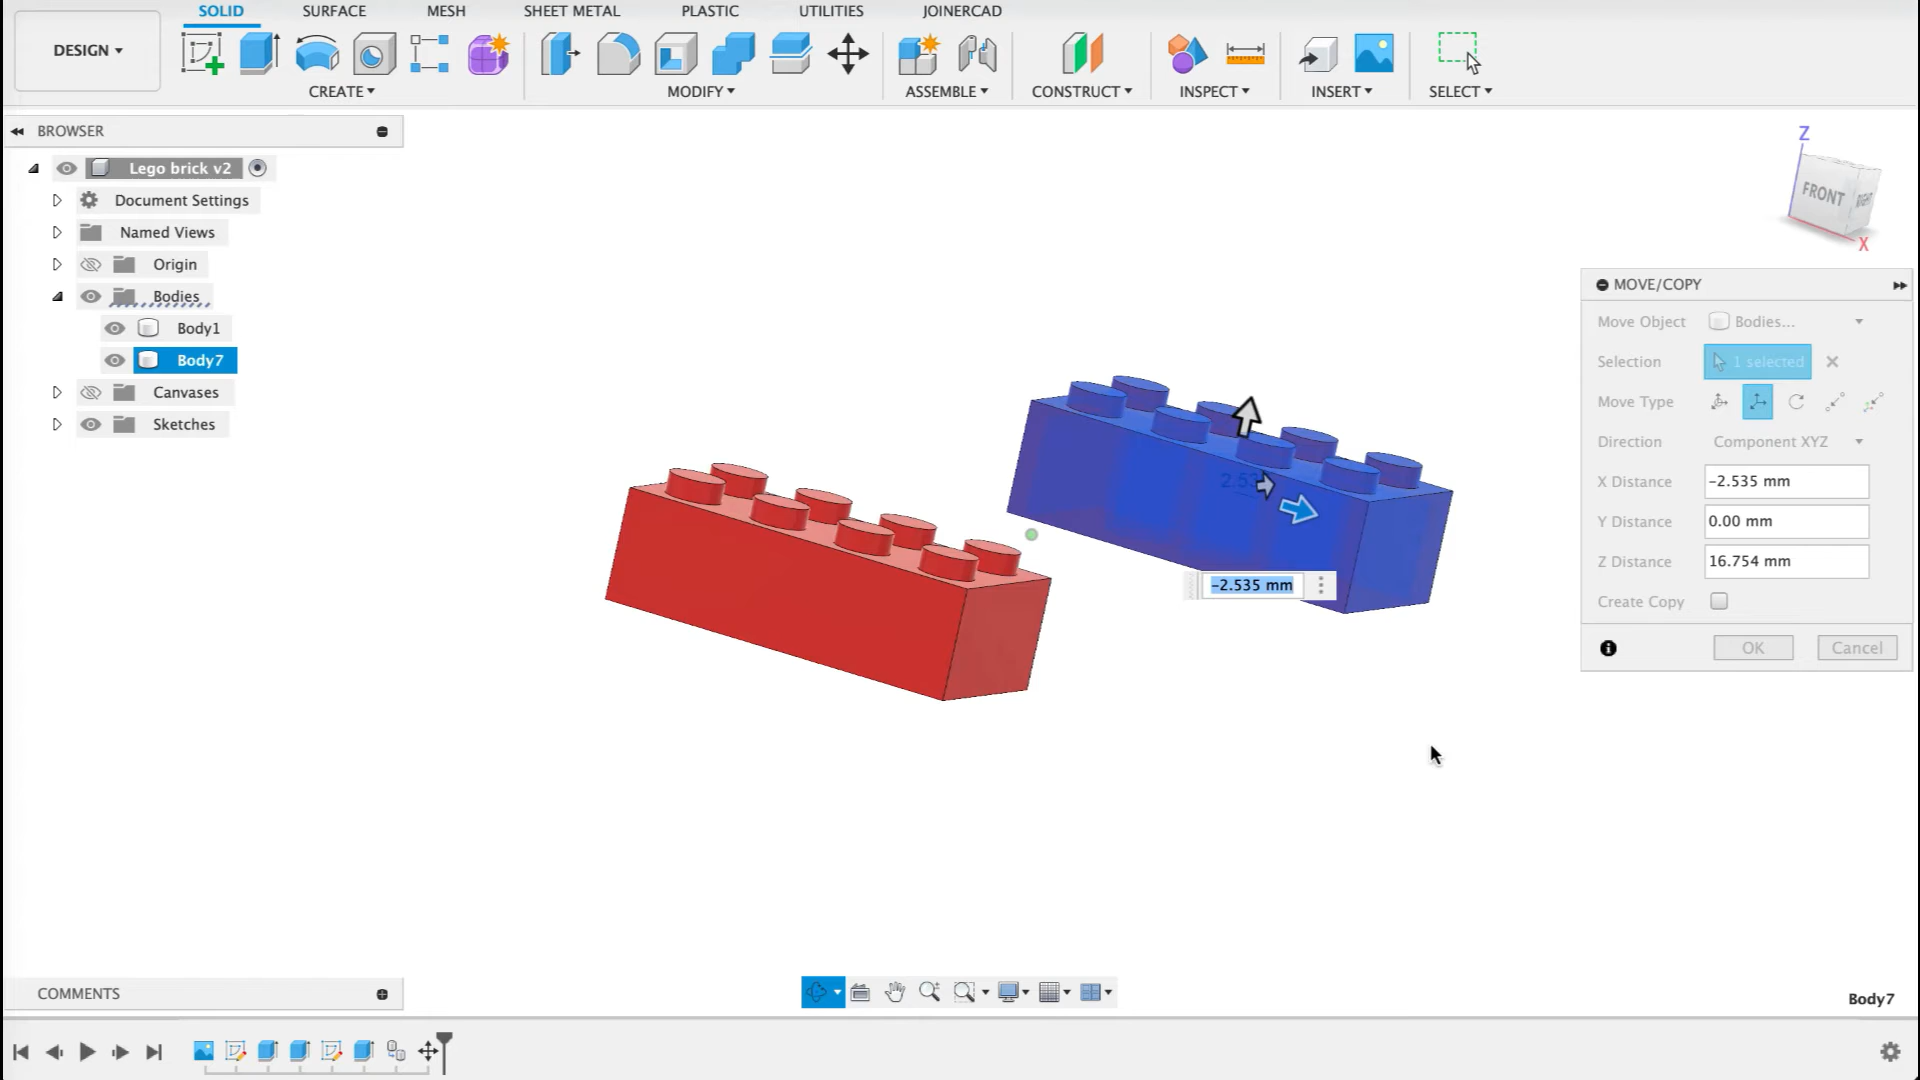 SOLID SURFACE MESH SHEET METAL PLASTIC UTILITIES JOINERCAD
DESIGN
CREATE MODIFY ASSEMBLE CONSTRUCT INSPECT INSERT SELECT
BROWSER
Lego brick v2
Document Settings
Named Views
Origin
Bodies
Body1
Body7
Canvases
Sketches
Z
FRONT
RIGHT
X
MOVE/COPY
Move Object Bodies...
Selection 1 selected
Move Type
Direction Component XYZ
X Distance -2.535 mm
Y Distance 0.00 mm
Z Distance 16.754 mm
Create Copy
OK Cancel
-2.535 mm
COMMENTS
Body7